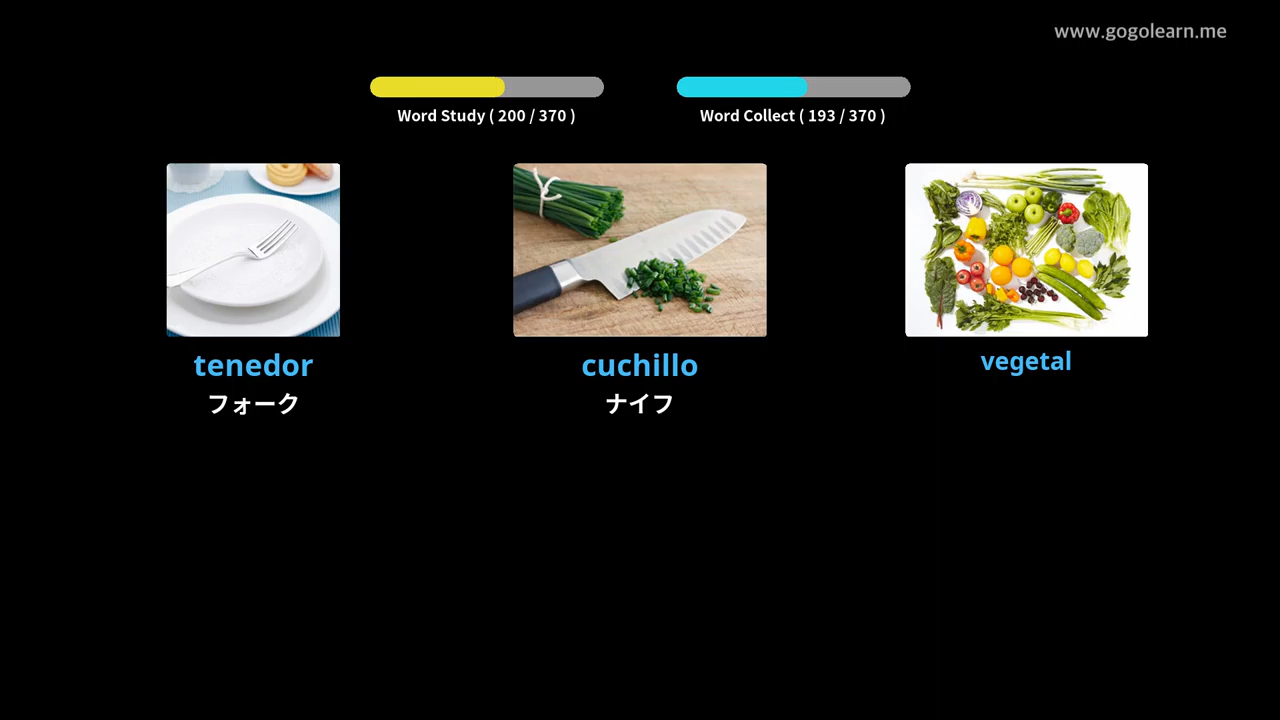 www.gogolearn.me
Word Study ( 200 / 370 )
Word Collect ( 193 / 370 )
tenedor
フォーク
cuchillo
ナイフ
vegetal